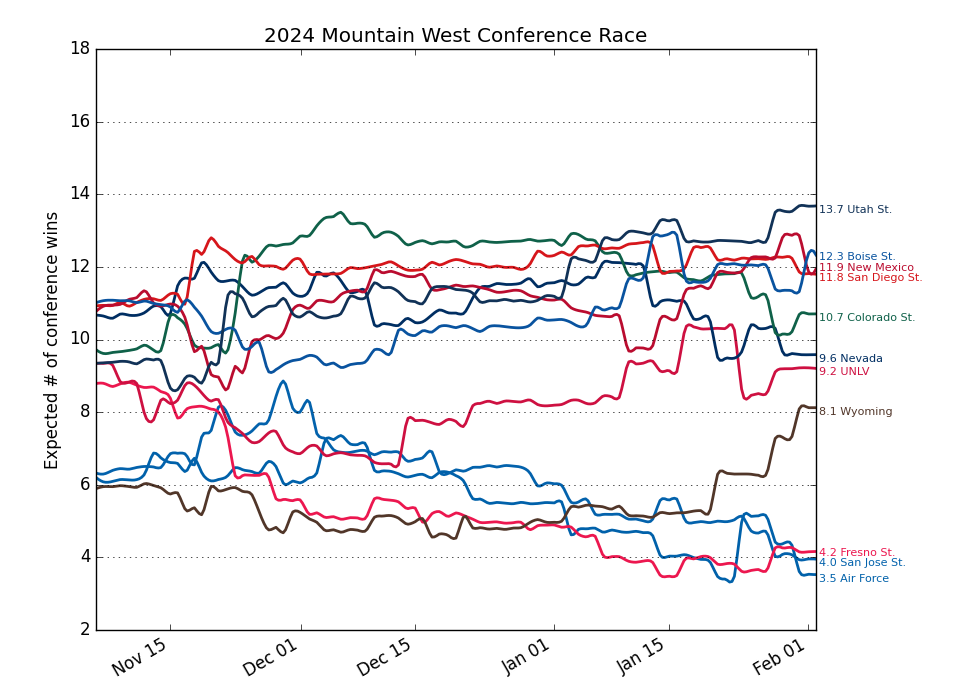 2024 Mountain West Conference Race
Expected # of conference wins
18
16
14
12
10
8
6
4
2
13.7 Utah St.
12.3 Boise St.
11.9 New Mexico
11.8 San Diego St.
10.7 Colorado St.
9.6 Nevada
9.2 UNLV
8.1 Wyoming
4.2 Fresno St.
4.0 San Jose St.
3.5 Air Force
Nov 15
Dec 01
Dec 15
Jan 01
Jan 15
Feb 01